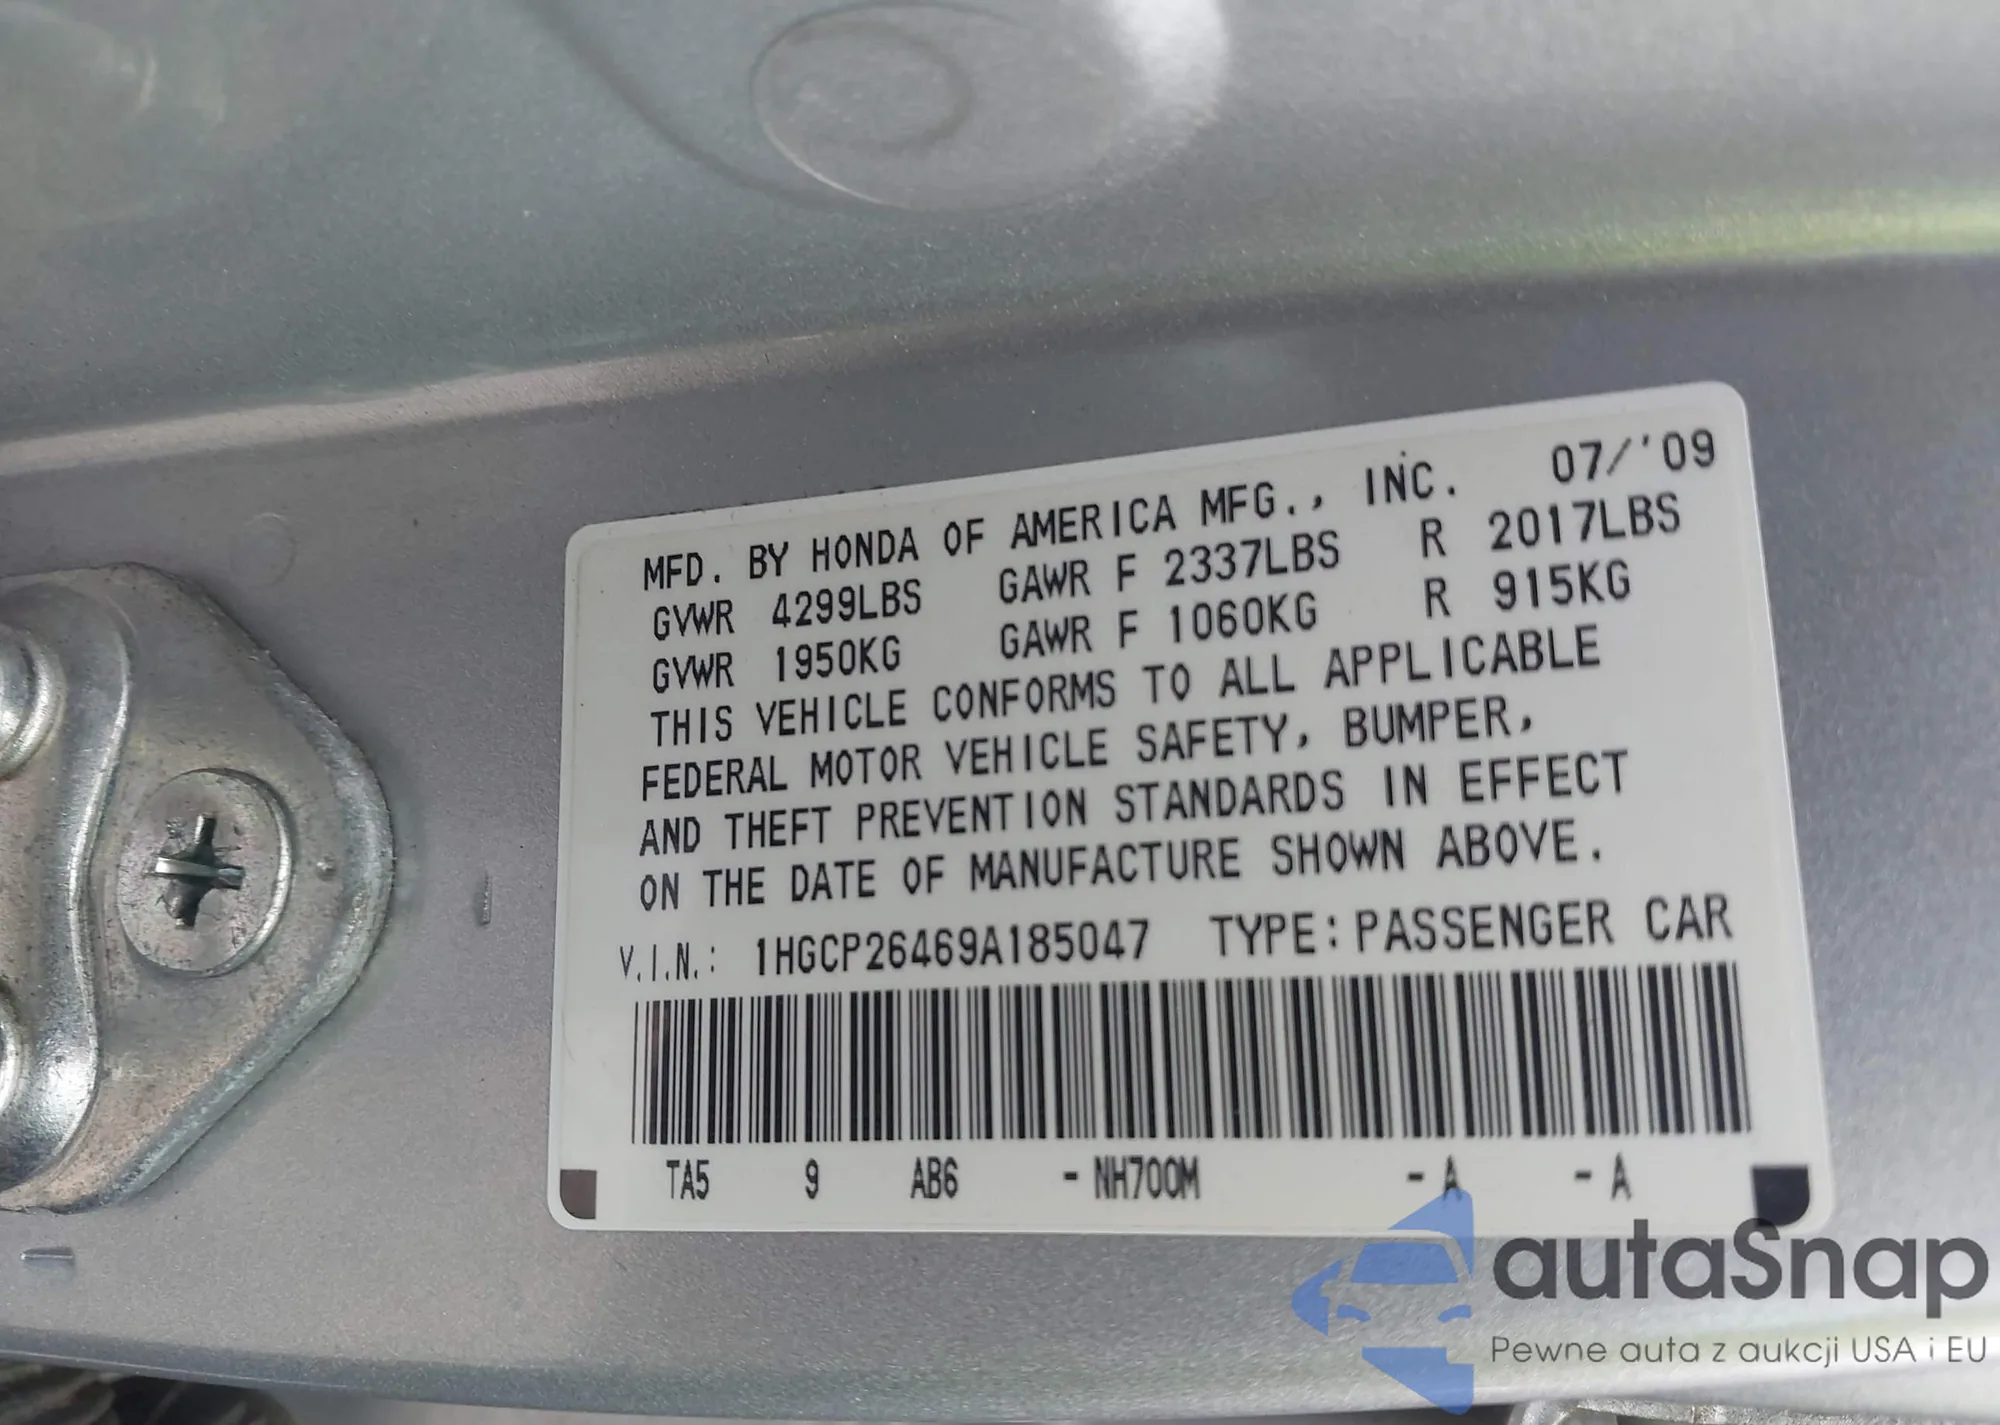 MFD. BY HONDA OF AMERICA MFG., INC. 07/'09
GVWR 4299LBS GAWR F 2337LBS R 2017LBS
GVWR 1950KG GAWR F 1060KG R 915KG
THIS VEHICLE CONFORMS TO ALL APPLICABLE
FEDERAL MOTOR VEHICLE SAFETY, BUMPER,
AND THEFT PREVENTION STANDARDS IN EFFECT
ON THE DATE OF MANUFACTURE SHOWN ABOVE.
V.I.N.: 1HGCP26469A185047 TYPE:PASSENGER CAR
TA5 9 AB6 -NH700M -A -A
autaSnap
Pewne auta z aukcji USA i EU